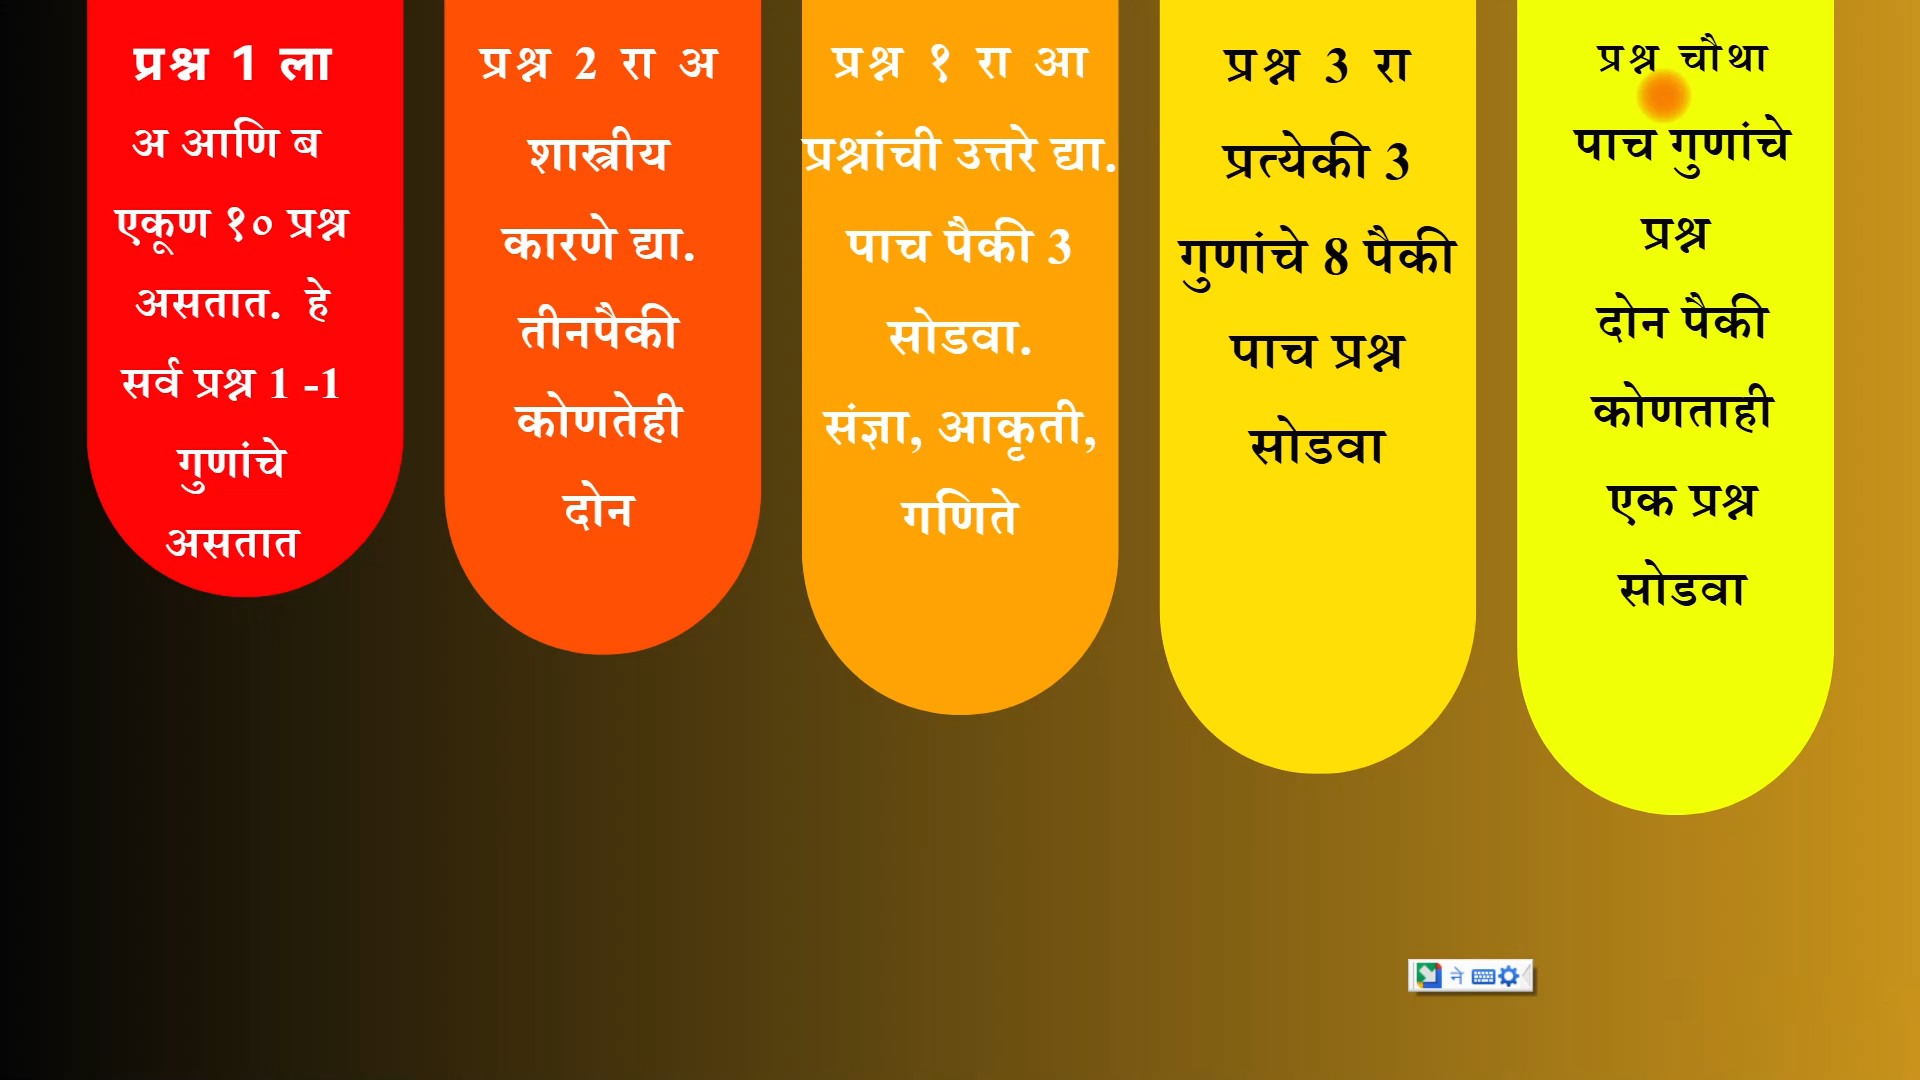 प्रश्न 1 ला
अ आणि ब
एकूण १० प्रश्न
असतात. हे
सर्व प्रश्न 1 -1
गुणांचे
असतात
प्रश्न 2 रा अ
शास्त्रीय
कारणे द्या.
तीनपैकी
कोणतेही
दोन
प्रश्न १ रा आ
प्रश्नांची उत्तरे द्या.
पाच पैकी 3
सोडवा.
संज्ञा, आकृती,
गणिते
प्रश्न 3 रा
प्रत्येकी 3
गुणांचे 8 पैकी
पाच प्रश्न
सोडवा
प्रश्न चौथा
पाच गुणांचे
प्रश्न
दोन पैकी
कोणताही
एक प्रश्न
सोडवा
ने